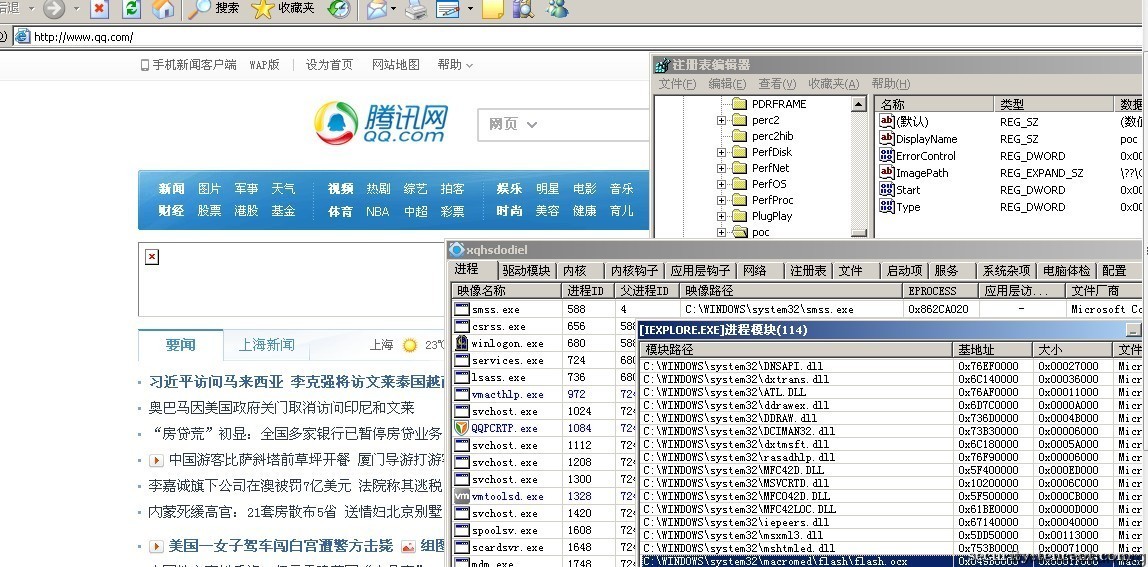 后退 搜索 收藏夹
http://www.qq.com/
手机新闻客户端 WAP版 设为首页 网站地图 帮助
腾讯网
QQ.com
网页
新闻 图片 军事 天气 视频 热剧 综艺 拍客 娱乐 明星 电影 音乐
财经 股票 港股 基金 体育 NBA 中超 彩票 时尚 美容 健康 育儿
要闻 上海新闻 上海 23℃
习近平访问马来西亚 李克强将访文莱泰国越南
奥巴马因美国政府关门取消访问印尼和文莱
“房贷荒”初显：全国多家银行已暂停房贷业务
中国游客比萨斜塔前草坪开餐 厦门导游打游客
李嘉诚旗下公司在澳被罚7亿美元 法院称其逃税
内蒙死缓高官：21套房散布5省 送情妇北京别墅
美国一女子驾车闯白宫遭警方击毙 组图
注册表编辑器
文件(F) 编辑(E) 查看(V) 收藏夹(A) 帮助(H)
PDRFRAME
perc2
perc2hib
PerfDisk
PerfNet
PerfOS
PerfProc
PlugPlay
poc
名称 类型 数据
(默认) REG_SZ (数值
DisplayName REG_SZ poc
ErrorControl REG_DWORD 0x00
ImagePath REG_EXPAND_SZ \??\C
Start REG_DWORD 0x00
Type REG_DWORD 0x00
xqhsdodiel
进程 驱动模块 内核 内核钩子 应用层钩子 网络 注册表 文件 启动项 服务 系统杂项 电脑体检 配置
映像名称 进程ID 父进程ID 映像路径 EPROCESS 应用层访... 文件厂商
smss.exe 588 4 C:\WINDOWS\system32\smss.exe 0x862CA020 - Microsoft Co
csrss.exe 656 588
winlogon.exe 680 588
services.exe 724 680
lsass.exe 736 680
vmacthlp.exe 972 724
svchost.exe 1024 724
QQPCRTP.exe 1084 724
svchost.exe 1112 724
svchost.exe 1208 724
svchost.exe 1300 724
vmtoolsd.exe 1328 724
svchost.exe 1420 724
spoolsv.exe 1608 724
scardsvr.exe 1648 724
mdm.exe 1748 724
[IEXPLORE.EXE]进程模块(114)
模块路径 基地址 大小 文件
C:\WINDOWS\system32\DNSAPI.dll 0x76EF0000 0x00027000 Micr
C:\WINDOWS\system32\dxtrans.dll 0x6C140000 0x00036000 Micr
C:\WINDOWS\system32\ATL.DLL 0x76AF0000 0x00011000 Micr
C:\WINDOWS\system32\ddrawex.dll 0x6D7C0000 0x0000A000 Micr
C:\WINDOWS\system32\DDRAW.dll 0x736D0000 0x0004B000 Micr
C:\WINDOWS\system32\DCIMAN32.dll 0x73B30000 0x00006000 Micr
C:\WINDOWS\system32\dxtmsft.dll 0x6C180000 0x0005A000 Micr
C:\WINDOWS\system32\rasadhlp.dll 0x76F90000 0x00006000 Micr
C:\WINDOWS\system32\MFC42D.DLL 0x5F400000 0x000ED000 Micr
C:\WINDOWS\system32\MSVCRTD.dll 0x10200000 0x0006C000 Micr
C:\WINDOWS\system32\MFCO42D.DLL 0x5F500000 0x000CB000 Micr
C:\WINDOWS\system32\MFC42LOC.DLL 0x61BE0000 0x0000D000 Micr
C:\WINDOWS\system32\iepeers.dll 0x67140000 0x00040000 Micr
C:\WINDOWS\system32\msxml3.dll 0x5DD50000 0x00113000 Micr
C:\WINDOWS\system32\mshtmled.dll 0x753B0000 0x00071000 Micr
C:\WINDOWS\system32\macromed\flash\flash.ocx